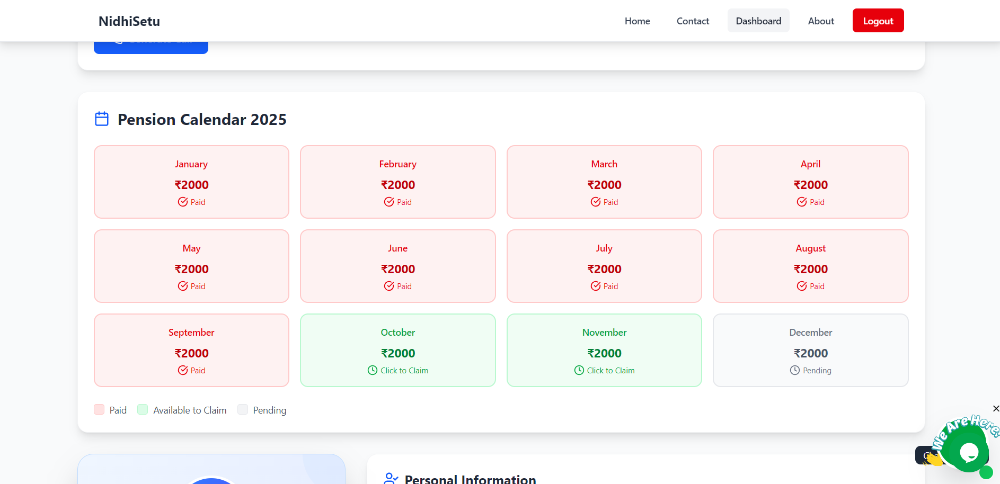 NidhiSetu
Home Contact Dashboard About Logout
Pension Calendar 2025
January February March April
₹2000 ₹2000 ₹2000 ₹2000
Paid Paid Paid Paid
May June July August
₹2000 ₹2000 ₹2000 ₹2000
Paid Paid Paid Paid
September October November December
₹2000 ₹2000 ₹2000 ₹2000
Paid Click to Claim Click to Claim Pending
Paid Available to Claim Pending
We Are Here!
Personal Information